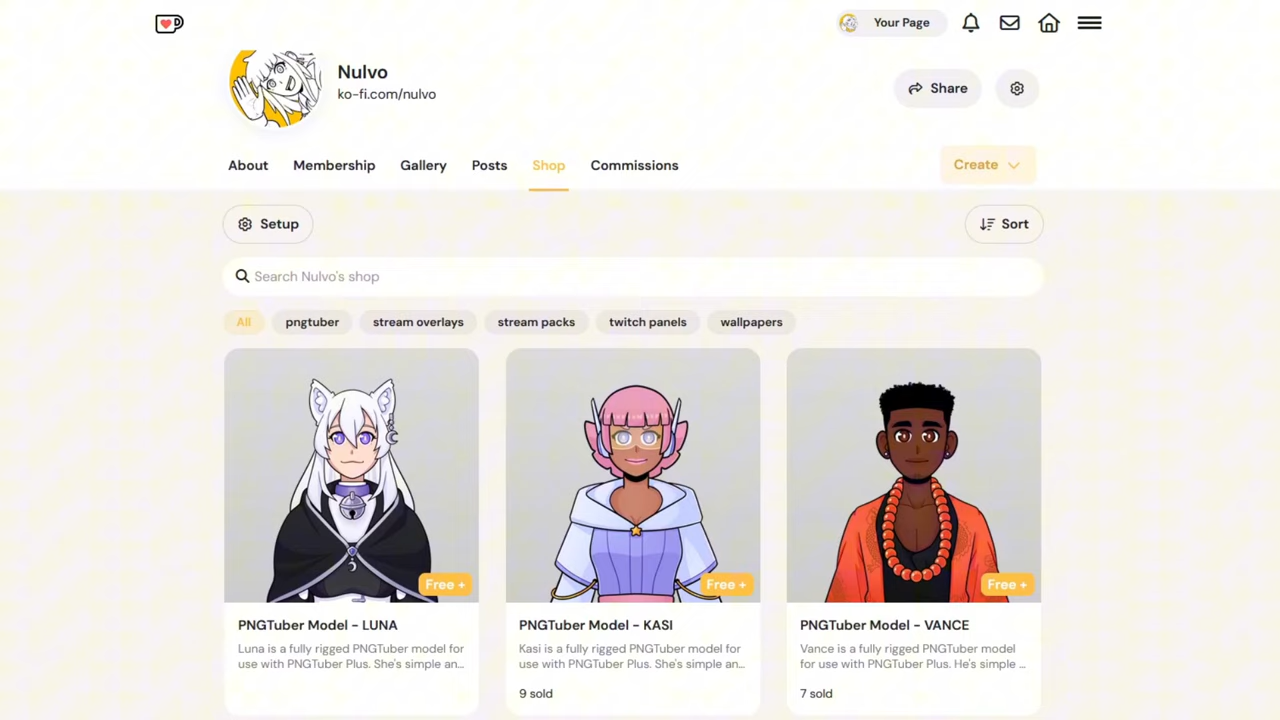 Your Page
Nulvo
ko-fi.com/nulvo
Share
About Membership Gallery Posts Shop Commissions
Create
Setup
Sort
Search Nulvo's shop
All pngtuber stream overlays stream packs twitch panels wallpapers
Free +
Free +
Free +
PNGTuber Model - LUNA
Luna is a fully rigged PNGTuber model for
use with PNGTuber Plus. She's simple an...
PNGTuber Model - KASI
Kasi is a fully rigged PNGTuber model for
use with PNGTuber Plus. She's simple an...
9 sold
PNGTuber Model - VANCE
Vance is a fully rigged PNGTuber model
for use with PNGTuber Plus. He's simple ...
7 sold